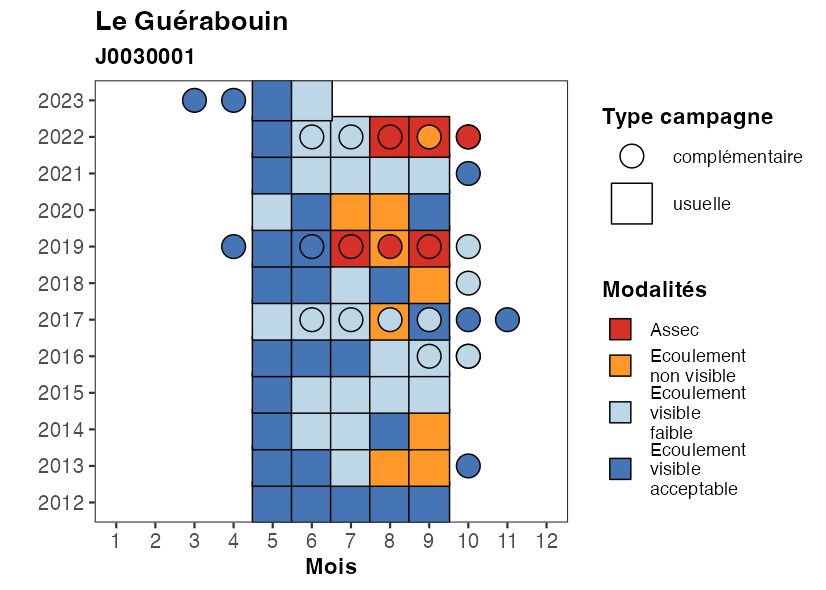 Le Guérabouin
J0030001
2023
2022
2021
2020
2019
2018
2017
2016
2015
2014
2013
2012
1 2 3 4 5 6 7 8 9 10 11 12
Mois
Type campagne
complémentaire
usuelle
Modalités
Assec
Ecoulement
non visible
Ecoulement
visible
faible
Ecoulement
visible
acceptable